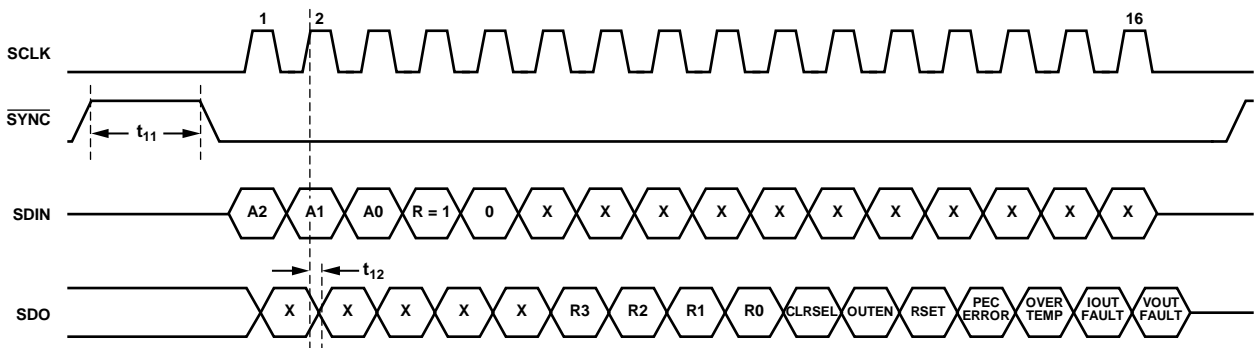 1 2 16
SCLK
SYNC
t11
SDIN A2 A1 A0 R = 1 0 X X X X X X X X X X X
t12
SDO X X X X X R3 R2 R1 R0 CLRSEL OUTEN RSET PEC ERROR OVER TEMP IOUT FAULT VOUT FAULT